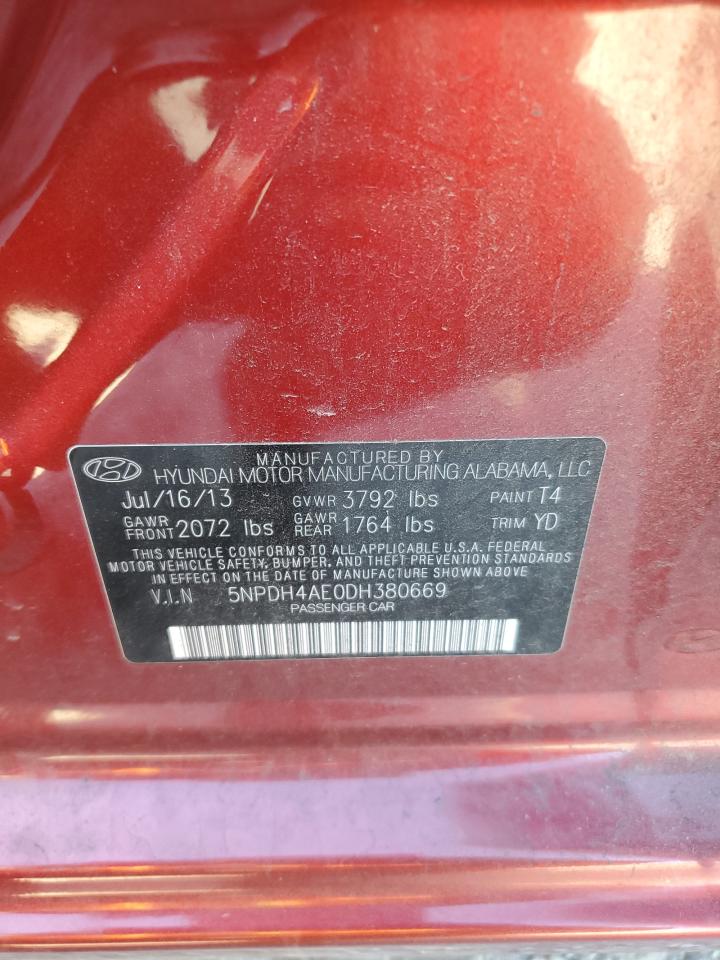 MANUFACTURED BY
HYUNDAI MOTOR MANUFACTURING ALABAMA, LLC
Jul/16/13 GVWR 3792 lbs PAINT T4
GAWR FRONT 2072 lbs GAWR REAR 1764 lbs TRIM YD
THIS VEHICLE CONFORMS TO ALL APPLICABLE U.S.A. FEDERAL
MOTOR VEHICLE SAFETY, BUMPER, AND THEFT PREVENTION STANDARDS
IN EFFECT ON THE DATE OF MANUFACTURE SHOWN ABOVE
V.I.N 5NPDH4AE0DH380669
PASSENGER CAR